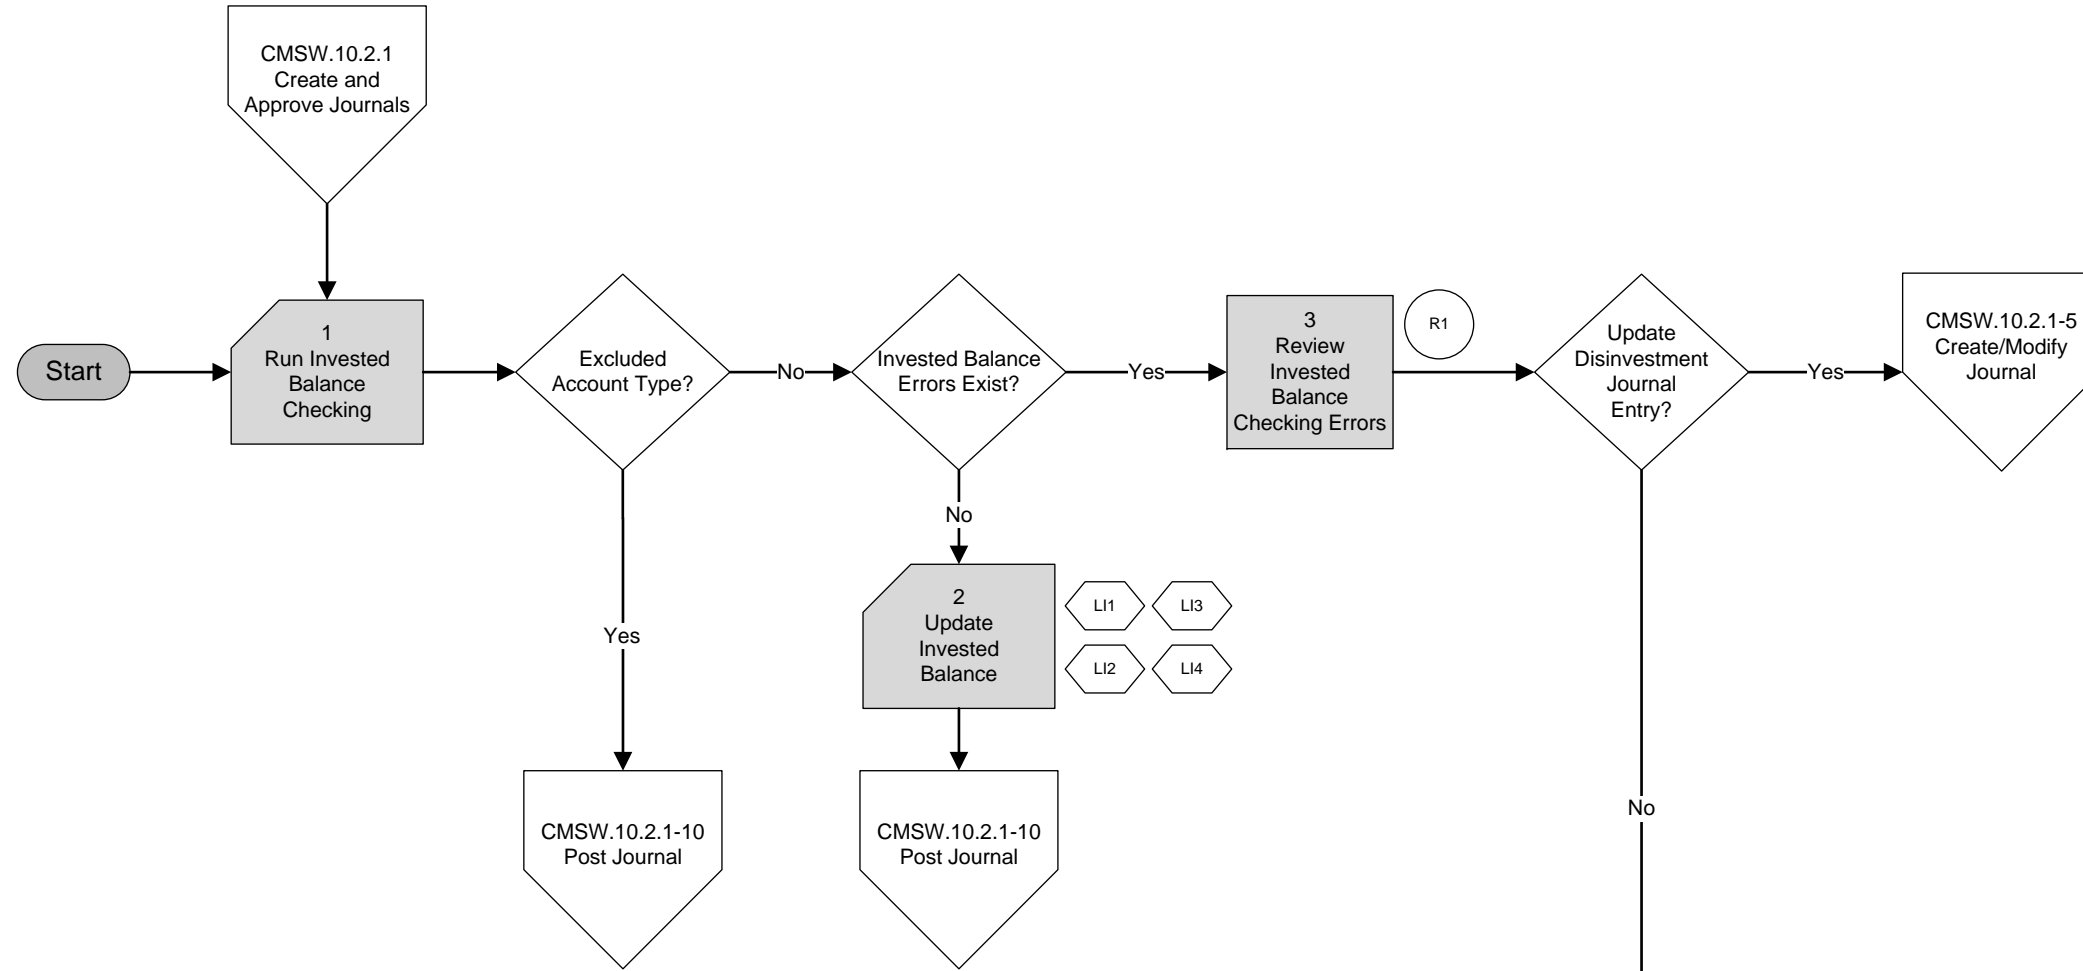 CMSW.10.2.1
Create and
Approve Journals
Start
1
Run Invested
Balance
Checking
Excluded
Account Type?
No
Invested Balance
Errors Exist?
Yes
3
Review
Invested
Balance
Checking Errors
R1
Update
Disinvestment
Journal
Entry?
Yes
CMSW.10.2.1-5
Create/Modify
Journal
Yes
No
2
Update
Invested
Balance
LI1
LI3
LI2
LI4
No
CMSW.10.2.1-10
Post Journal
CMSW.10.2.1-10
Post Journal